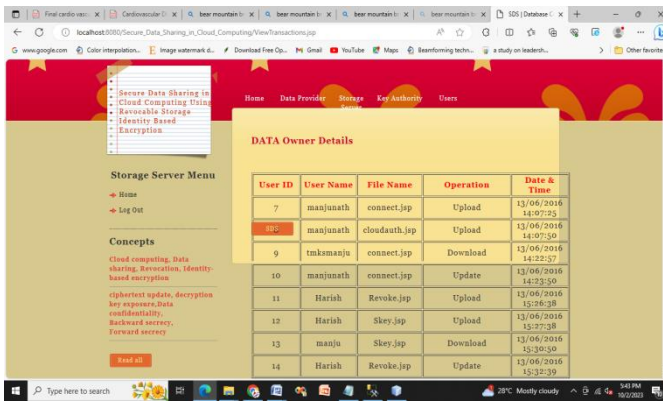 Final cardio vasc
Cardiovascular D
bear mountain b
bear mountain b
bear mountain b
bear mountain b
SDS | Database C
localhost:8080/Secure_Data_Sharing_in_Cloud_Computing/ViewTransactions.jsp
www.google.com
Color interpolation...
Image watermark d...
Download Free Op...
Gmail
YouTube
Maps
Beamforming techn...
a study on leadersh...
Other favorite
Secure Data Sharing in
Cloud Computing Using
Revocable Storage
Identity Based
Encryption
Home Data Provider Storage Server Key Authority Users
DATA Owner Details
Storage Server Menu
Home
Log Out
Concepts
Cloud computing, Data
sharing, Revocation, Identity-
based encryption
ciphertext update, decryption
key exposure,Data
confidentiality,
Backward secrecy,
Forward secrecy
Read all
User ID User Name File Name Operation Date & Time
7 manjunath connect.jsp Upload 13/06/2016 14:07:25
SDS manjunath cloudauth.jsp Upload 13/06/2016 14:07:50
9 tmksmanju connect.jsp Download 13/06/2016 14:22:57
10 manjunath connect.jsp Update 13/06/2016 14:23:50
11 Harish Revoke.jsp Upload 13/06/2016 15:26:38
12 Harish Skey.jsp Upload 13/06/2016 15:27:38
13 manju Skey.jsp Download 13/06/2016 15:30:50
14 Harish Revoke.jsp Update 13/06/2016 15:32:39
Type here to search
28°C Mostly cloudy
5:43 PM
10/2/2023